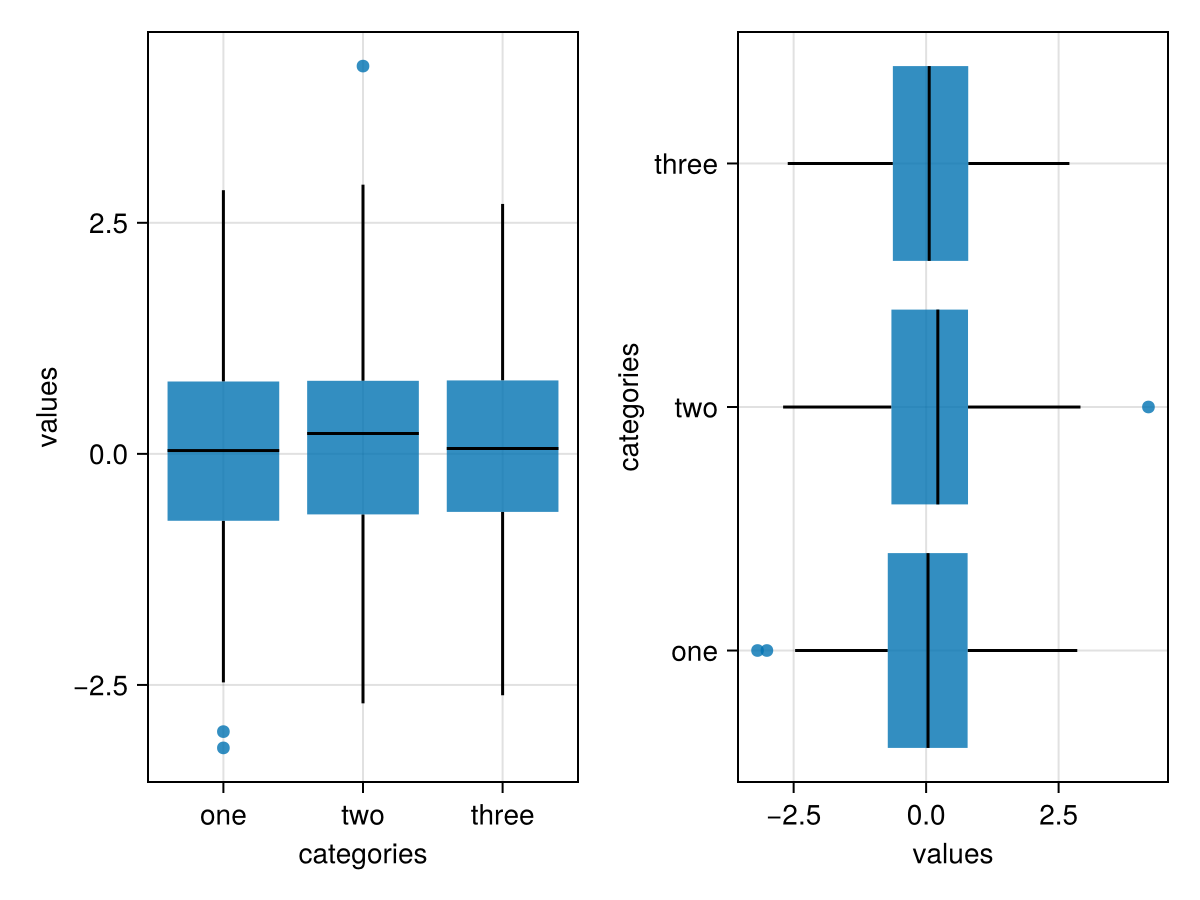 values
2.5
0.0
−2.5
one two three
categories
categories
three
two
one
−2.5 0.0 2.5
values